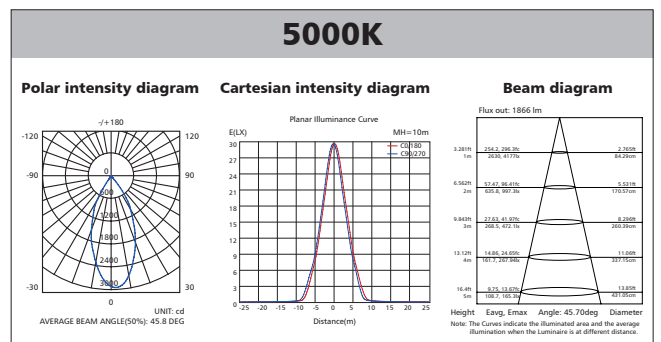 5000K
Polar intensity diagram
Cartesian intensity diagram
Beam diagram
-/+180
-120
120
-90
90
-30
30
0
0
600
1200
1800
2400
3000
UNIT: cd
AVERAGE BEAM ANGLE(50%): 45.8 DEG
Planar Illuminance Curve
E(LX)
MH=10m
C0/180
C90/270
30
27
24
21
18
15
12
9
6
3
0
-25 -20 -15 -10 -5 0 5 10 15 20 25
Distance(m)
Flux out: 1866 lm
3.281ft 254.2, 296.3fc 2.765ft
1m 2630, 4177lx 84.29cm
6.562ft 57.47, 96.41fc 5.531ft
2m 635.8, 997.3lx 170.57cm
9.843ft 27.63, 41.97fc 8.296ft
3m 268.5, 472.1lx 260.39cm
13.12ft 14.86, 24.65fc 11.06ft
4m 161.7, 267.94lx 337.15cm
16.4ft 9.75, 13.67fc 13.85ft
5m 108.7, 165.3lx 431.05cm
Height Eavg, Emax Angle: 45.70deg Diameter
Note: The Curves indicate the illuminated area and the average
illumination when the Luminaire is at different distance.